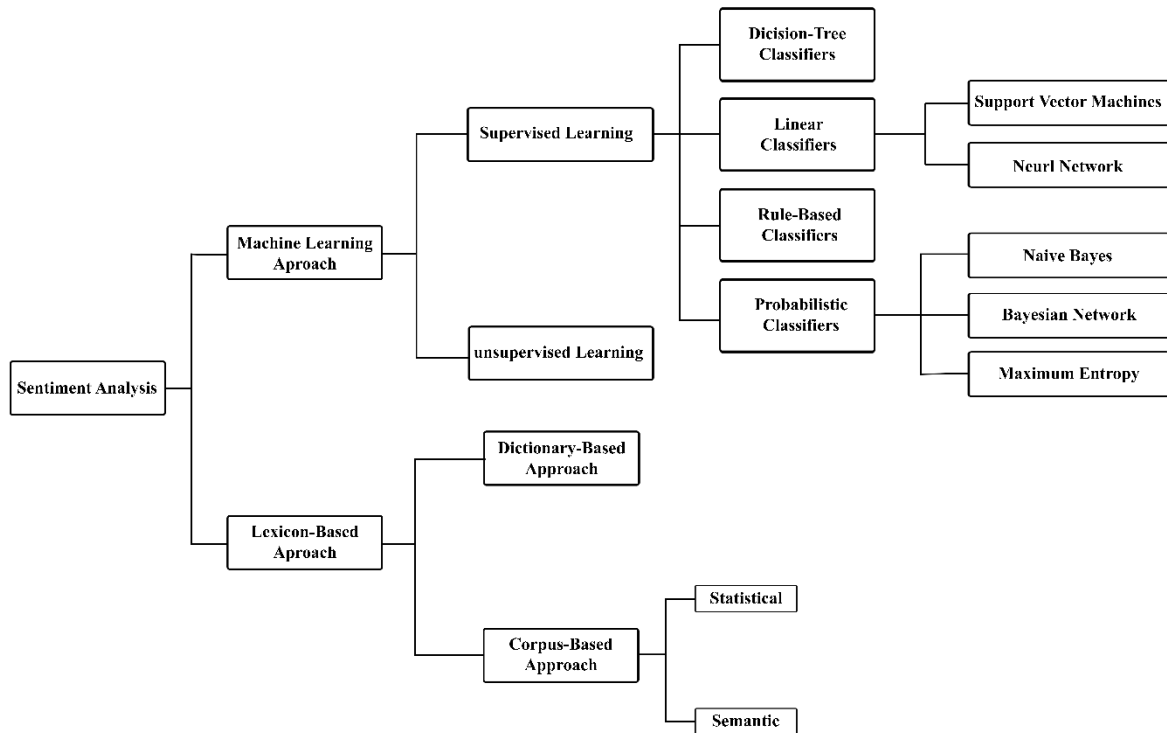 Dicision-Tree
Classifiers
Support Vector Machines
Supervised Learning
Linear
Classifiers
Neurl Network
Rule-Based
Classifiers
Machine Learning
Aproach
Naive Bayes
Probabilistic
Classifiers
Bayesian Network
unsupervised Learning
Maximum Entropy
Sentiment Analysis
Dictionary-Based
Approach
Lexicon-Based
Aproach
Statistical
Corpus-Based
Approach
Semantic